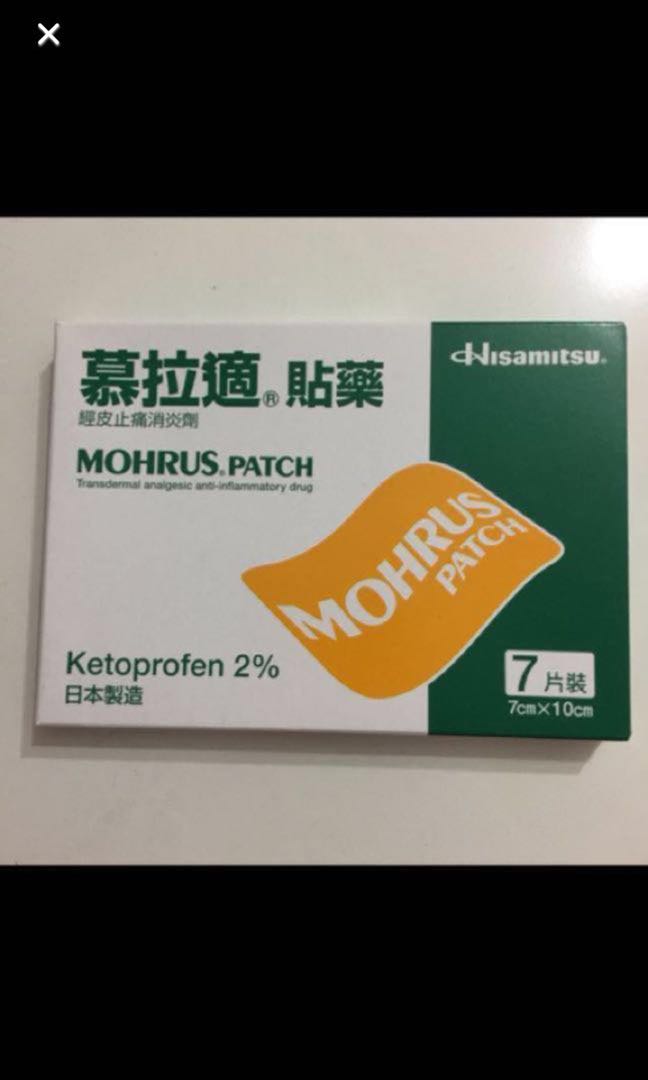 慕拉適® 貼藥
經皮止痛消炎劑
MOHRUS® PATCH
Transdermal analgesic anti-inflammatory drug
Hisamitsu®
MOHRUS
PATCH
Ketoprofen 2%
日本製造
7 片裝
7cm×10cm